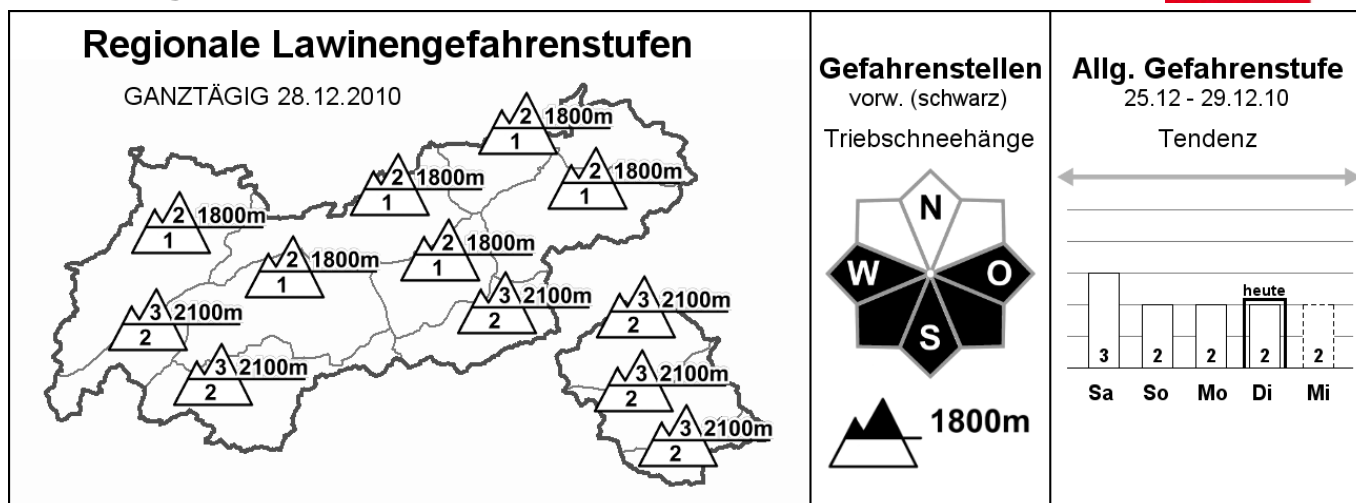 Regionale Lawinengefahrenstufen
GANZTÄGIG 28.12.2010
2 1800m
1
2 1800m
1
2 1800m
1
2 1800m
1
2 1800m
1
2 1800m
1
3 2100m
2
3 2100m
2
3 2100m
2
3 2100m
2
3 2100m
2
3 2100m
2
Gefahrenstellen
vorw. (schwarz)
Triebschneehänge
N
W O
S
1800m
Allg. Gefahrenstufe
25.12 - 29.12.10
Tendenz
heute
3 2 2 2 2
Sa So Mo Di Mi